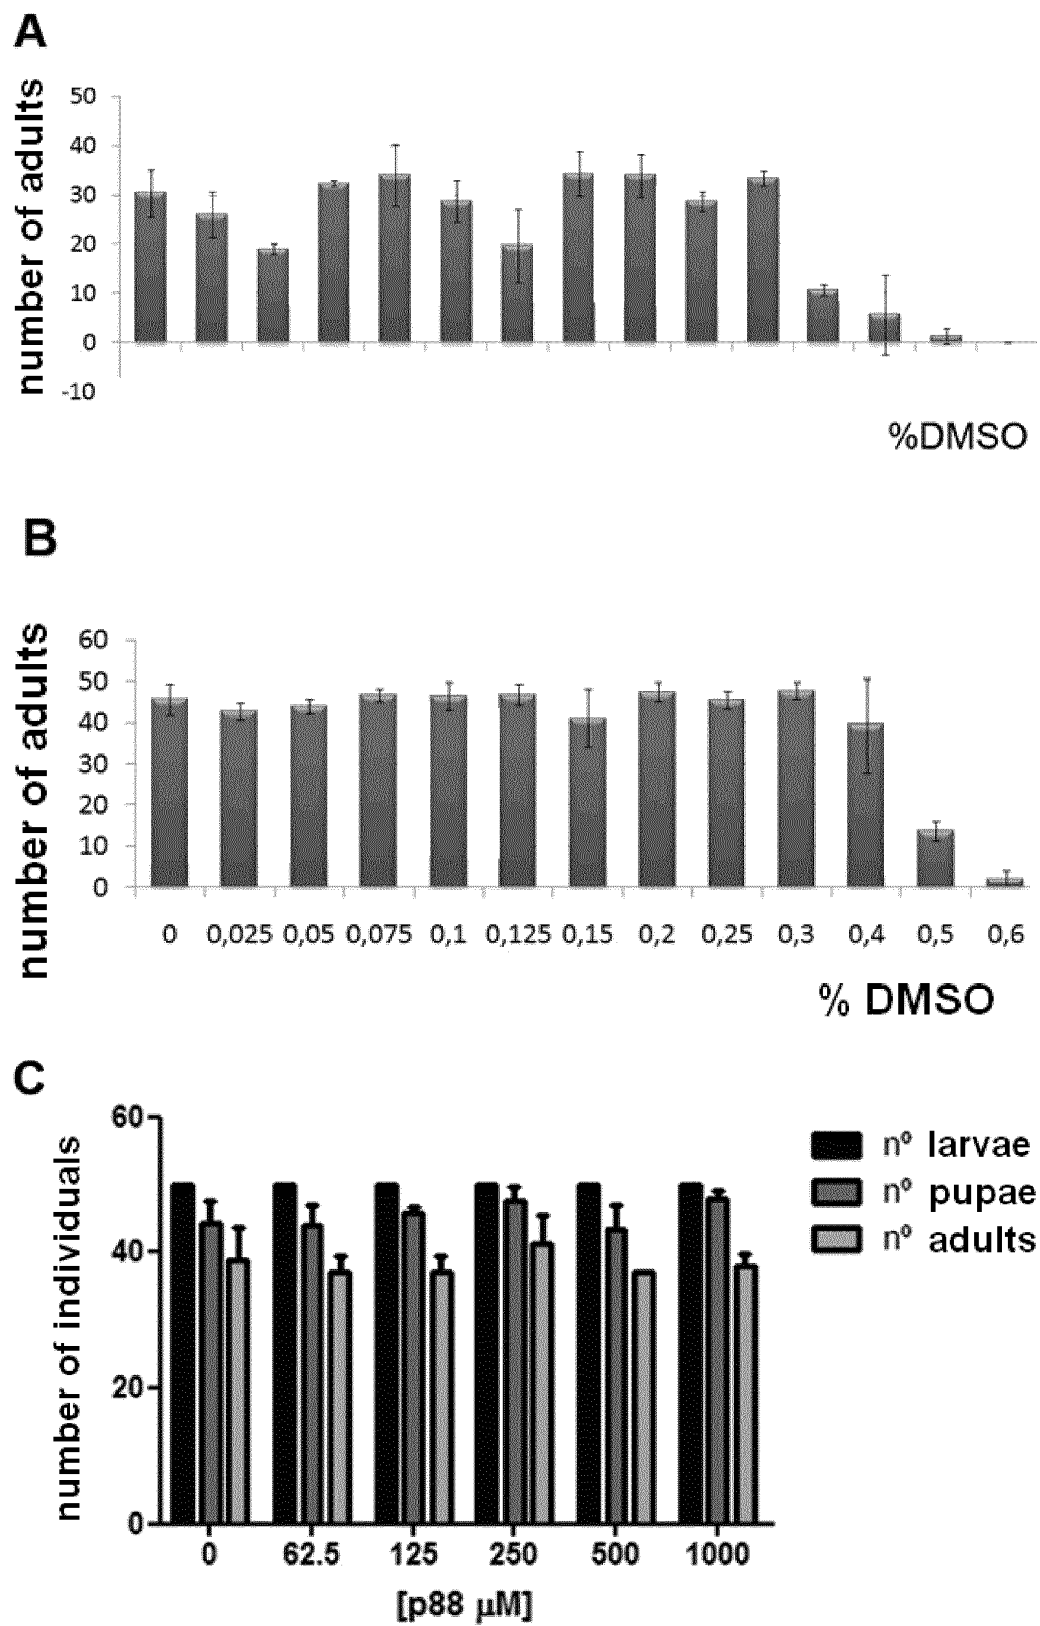 A
number of adults
50
40
30
20
10
0
-10
%DMSO
B
number of adults
60
50
40
30
20
10
0
0 0,025 0,05 0,075 0,1 0,125 0,15 0,2 0,25 0,3 0,4 0,5 0,6
% DMSO
C
number of individuals
60
40
20
0
0 62.5 125 250 500 1000
[p88 µM]
nº larvae
nº pupae
nº adults